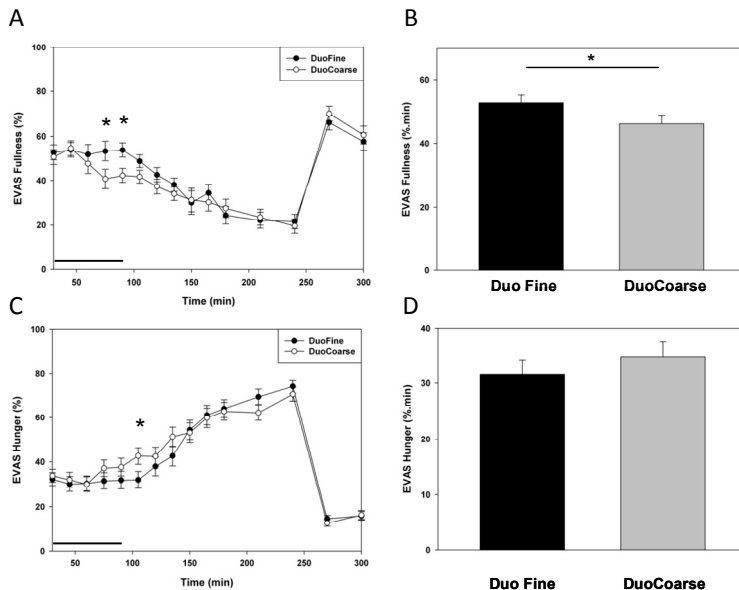 A
EVAS Fullness (%)
100
80
60
40
20
0
DuoFine
DuoCoarse
* *
50 100 150 200 250 300
Time (min)
B
EVAS Fullness (%.min)
60
40
20
0
*
Duo Fine DuoCoarse
C
EVAS Hunger (%)
100
80
60
40
20
0
DuoFine
DuoCoarse
*
50 100 150 200 250 300
Time (min)
D
EVAS Hunger (%.min)
40
30
20
10
0
Duo Fine DuoCoarse